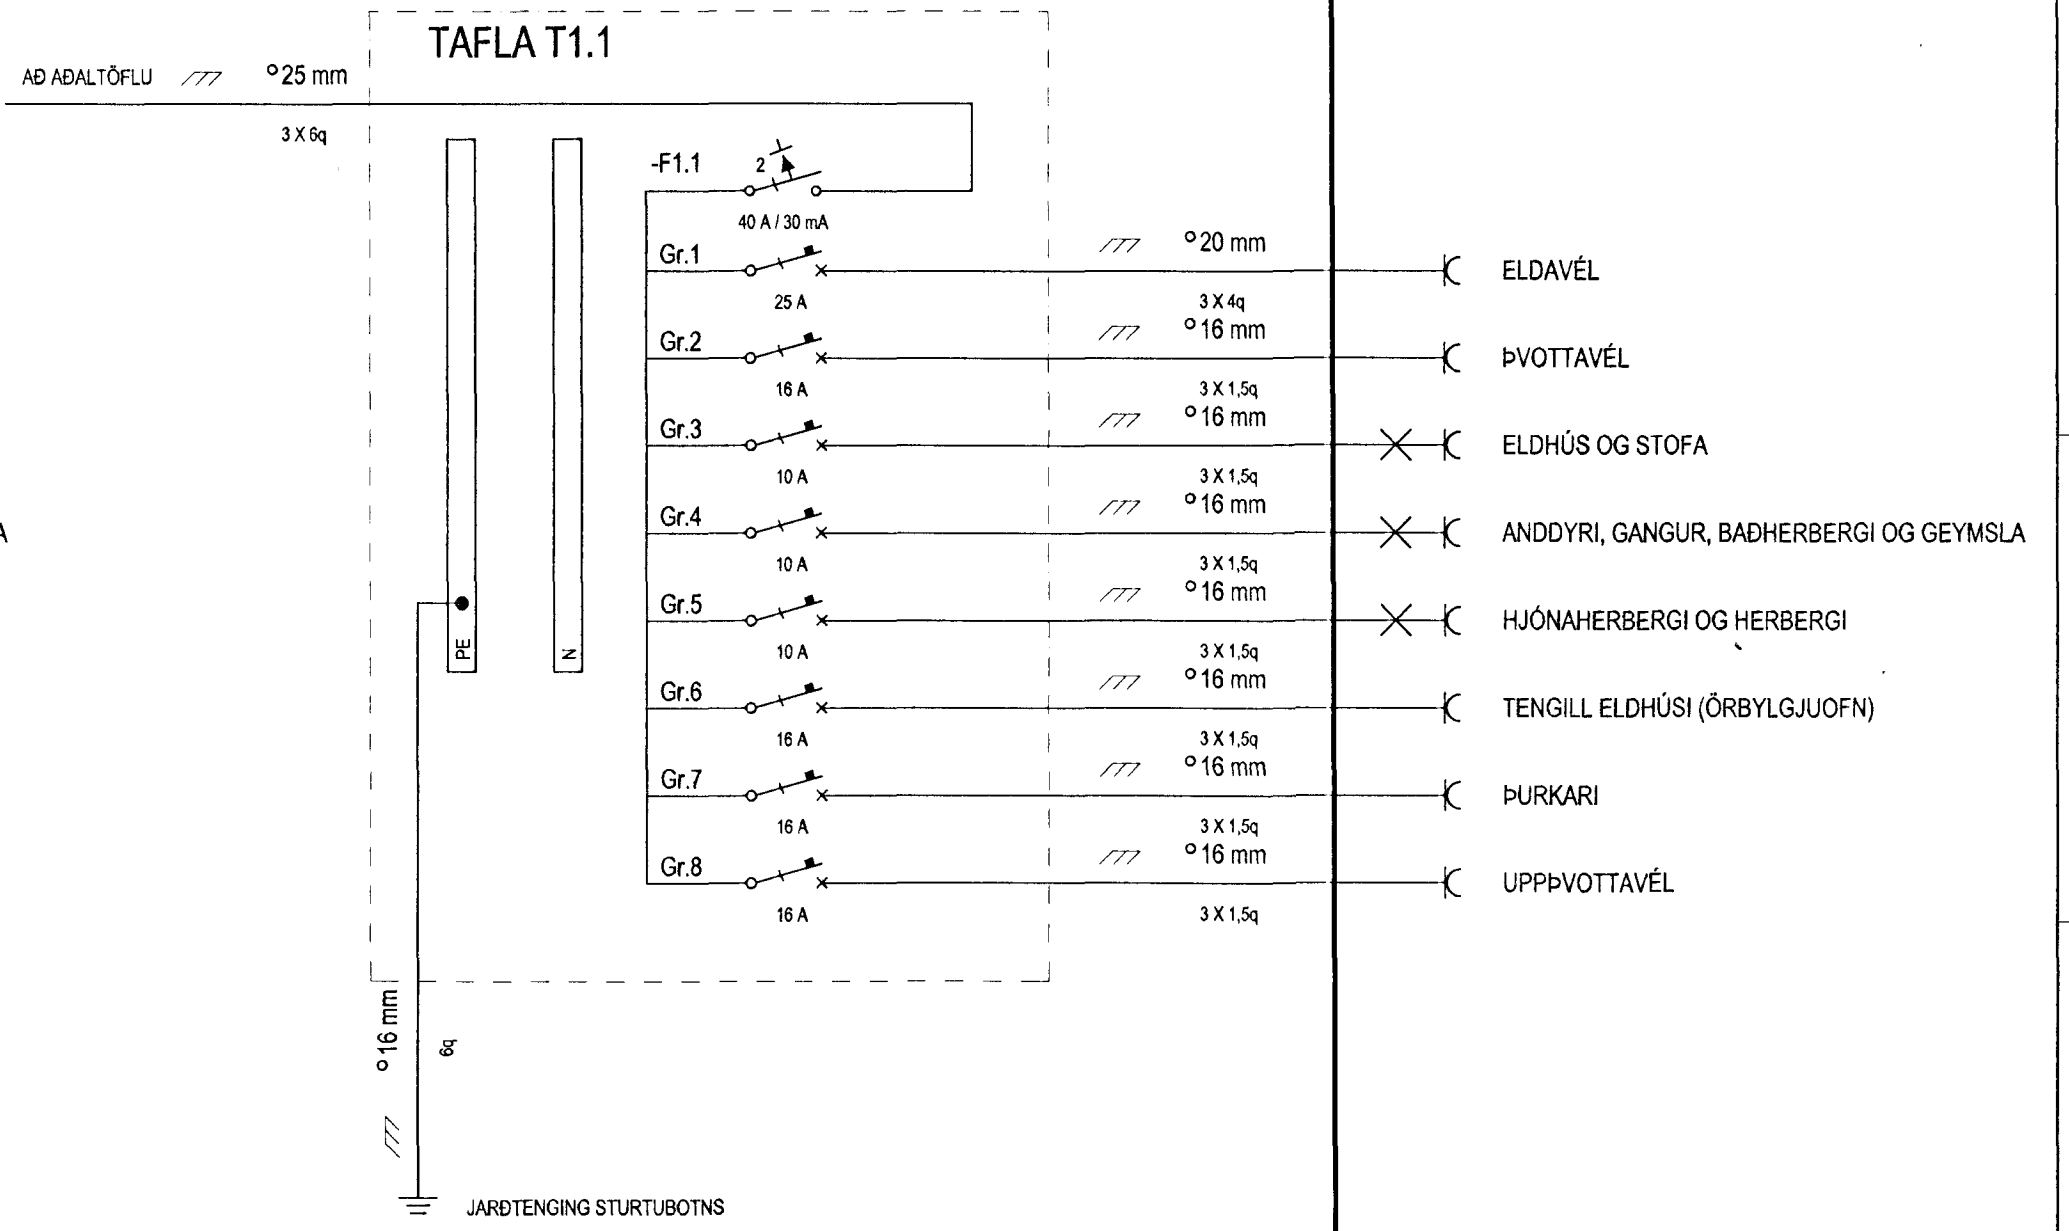 TAFLA T1.1
AÐ AÐALTÖFLU
°25 mm
3 X 6q
-F1.1
2
40 A / 30 mA
Gr.1
25 A
°20 mm
3 X 4q
ELDAVÉL
Gr.2
16 A
°16 mm
3 X 1,5q
ÞVOTTAVÉL
Gr.3
10 A
°16 mm
3 X 1,5q
ELDHÚS OG STOFA
Gr.4
10 A
°16 mm
3 X 1,5q
ANDDYRI, GANGUR, BAÐHERBERGI OG GEYMSLA
A
Gr.5
10 A
°16 mm
3 X 1,5q
HJÓNAHERBERGI OG HERBERGI
PE
N
Gr.6
16 A
°16 mm
3 X 1,5q
TENGILL ELDHÚSI (ÖRBYLGJUOFN)
Gr.7
16 A
°16 mm
3 X 1,5q
ÞURKARI
Gr.8
16 A
°16 mm
3 X 1,5q
UPPÞVOTTAVÉL
°16 mm
6q
JARÐTENGING STURTUBOTNS